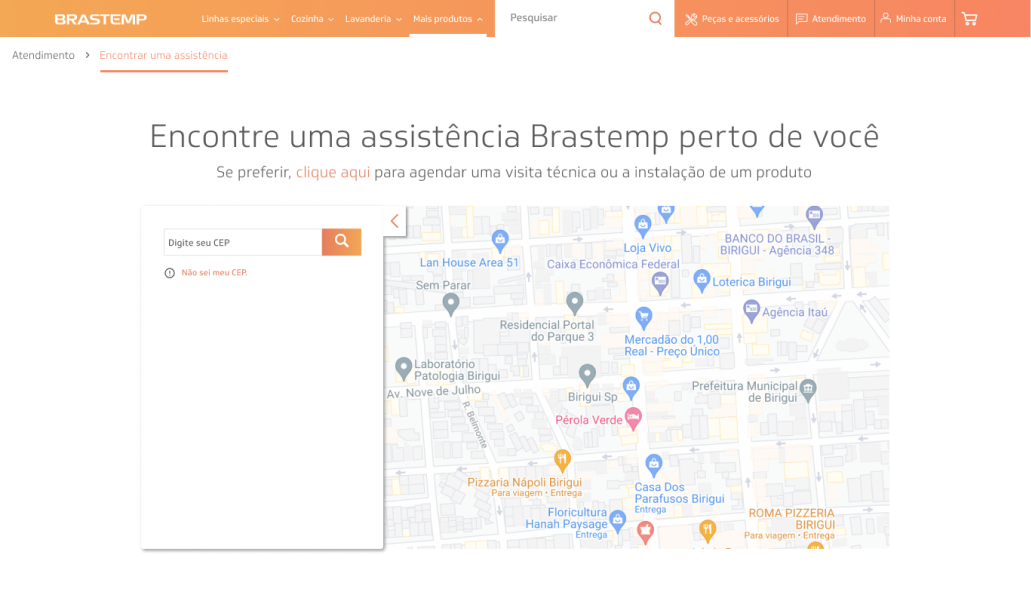 BRASTEMP
Linhas especiais
Cozinha
Lavanderia
Mais produtos
Pesquisar
Peças e acessórios
Atendimento
Minha conta
Atendimento
Encontrar uma assistência
Encontre uma assistência Brastemp perto de você
Se preferir, clique aqui para agendar uma visita técnica ou a instalação de um produto
Digite seu CEP
Não sei meu CEP.
BANCO DO BRASIL -
BIRIGUI - Agência 348
Loja Vivo
Lan House Area 51
Caixa Econômica Federal
Sem Parar
Loterica Birigui
Agência Itaú
Residencial Portal
do Parque 3
Mercadão do 1,00
Real - Preço Único
Laboratório
Patologia Birigui
Av. Nove de Julho
Prefeitura Municipal
de Birigui
Birigui Sp
R. Belmonte
Pérola Verde
Pizzaria Nápoli Birigui
Para viagem • Entrega
Casa Dos
Parafusos Birigui
Entrega
Floricultura
Hanah Paysage
Entrega
ROMA PIZZERIA
BIRIGUI
Para viagem • Entrega